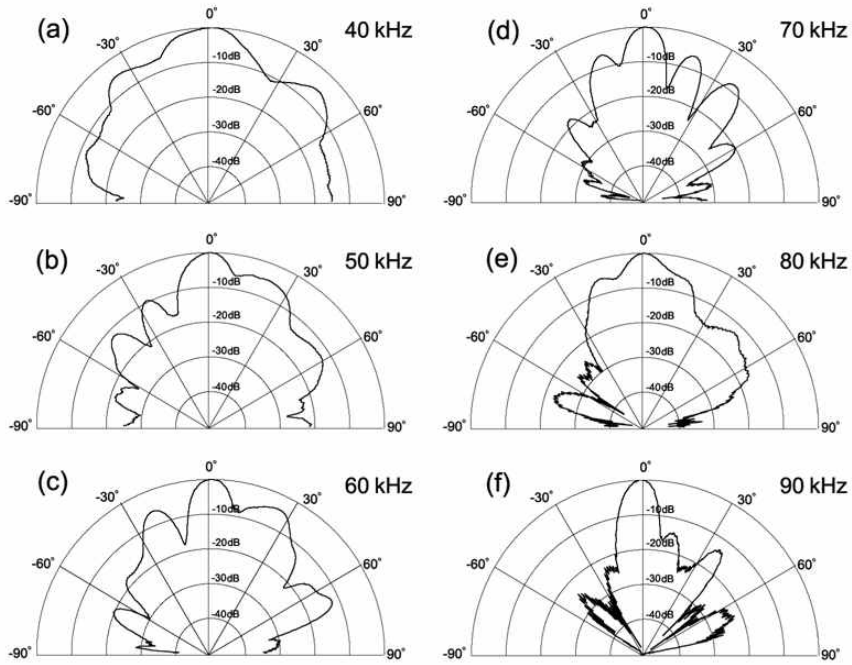 (a) 40 kHz
0°
-30° 30°
-60° 60°
-90° 90°
-10dB
-20dB
-30dB
-40dB
(d) 70 kHz
0°
-30° 30°
-60° 60°
-90° 90°
-10dB
-20dB
-30dB
-40dB
(b) 50 kHz
0°
-30° 30°
-60° 60°
-90° 90°
-10dB
-20dB
-30dB
-40dB
(e) 80 kHz
0°
-30° 30°
-60° 60°
-90° 90°
-10dB
-20dB
-30dB
-40dB
(c) 60 kHz
0°
-30° 30°
-60° 60°
-90° 90°
-10dB
-20dB
-30dB
-40dB
(f) 90 kHz
0°
-30° 30°
-60° 60°
-90° 90°
-10dB
-20dB
-30dB
-40dB